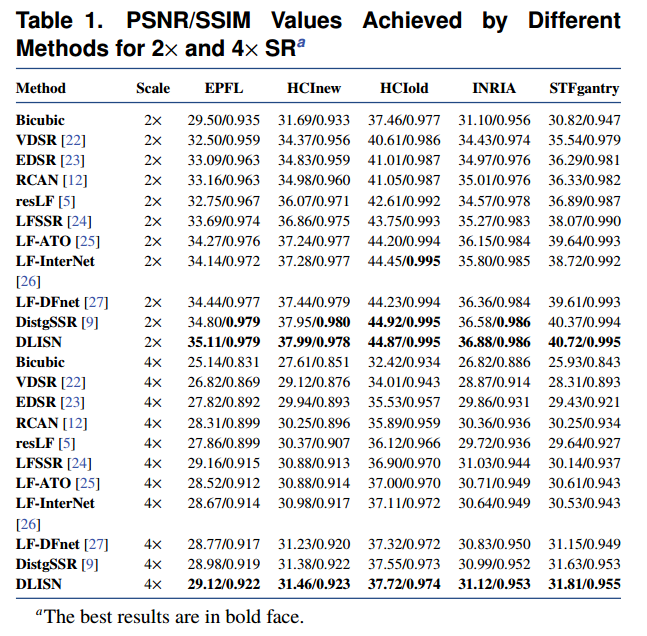 Table 1. PSNR/SSIM Values Achieved by Different
Methods for 2× and 4× SRᵃ
Method Scale EPFL HCInew HCIold INRIA STFgantry
Bicubic 2× 29.50/0.935 31.69/0.933 37.46/0.977 31.10/0.956 30.82/0.947
VDSR [22] 2× 32.50/0.959 34.37/0.956 40.61/0.986 34.43/0.974 35.54/0.979
EDSR [23] 2× 33.09/0.963 34.83/0.959 41.01/0.987 34.97/0.976 36.29/0.981
RCAN [12] 2× 33.16/0.963 34.98/0.960 41.05/0.987 35.01/0.976 36.33/0.982
resLF [5] 2× 32.75/0.967 36.07/0.971 42.61/0.992 34.57/0.978 36.89/0.987
LFSSR [24] 2× 33.69/0.974 36.86/0.975 43.75/0.993 35.27/0.983 38.07/0.990
LF-ATO [25] 2× 34.27/0.976 37.24/0.977 44.20/0.994 36.15/0.984 39.64/0.993
LF-InterNet 2× 34.14/0.972 37.28/0.977 44.45/0.995 35.80/0.985 38.72/0.992
[26]
LF-DFnet [27] 2× 34.44/0.977 37.44/0.979 44.23/0.994 36.36/0.984 39.61/0.993
DistgSSR [9] 2× 34.80/0.979 37.95/0.980 44.92/0.995 36.58/0.986 40.37/0.994
DLISN 2× 35.11/0.979 37.99/0.978 44.87/0.995 36.88/0.986 40.72/0.995
Bicubic 4× 25.14/0.831 27.61/0.851 32.42/0.934 26.82/0.886 25.93/0.843
VDSR [22] 4× 26.82/0.869 29.12/0.876 34.01/0.943 28.87/0.914 28.31/0.893
EDSR [23] 4× 27.82/0.892 29.94/0.893 35.53/0.957 29.86/0.931 29.43/0.921
RCAN [12] 4× 28.31/0.899 30.25/0.896 35.89/0.959 30.36/0.936 30.25/0.934
resLF [5] 4× 27.86/0.899 30.37/0.907 36.12/0.966 29.72/0.936 29.64/0.927
LFSSR [24] 4× 29.16/0.915 30.88/0.913 36.90/0.970 31.03/0.944 30.14/0.937
LF-ATO [25] 4× 28.52/0.912 30.88/0.914 37.00/0.970 30.71/0.949 30.61/0.943
LF-InterNet 4× 28.67/0.914 30.98/0.917 37.11/0.972 30.64/0.949 30.53/0.943
[26]
LF-DFnet [27] 4× 28.77/0.917 31.23/0.920 37.32/0.972 30.83/0.950 31.15/0.949
DistgSSR [9] 4× 28.98/0.919 31.38/0.922 37.55/0.973 30.99/0.952 31.63/0.953
DLISN 4× 29.12/0.922 31.46/0.923 37.72/0.974 31.12/0.953 31.81/0.955
ᵃThe best results are in bold face.